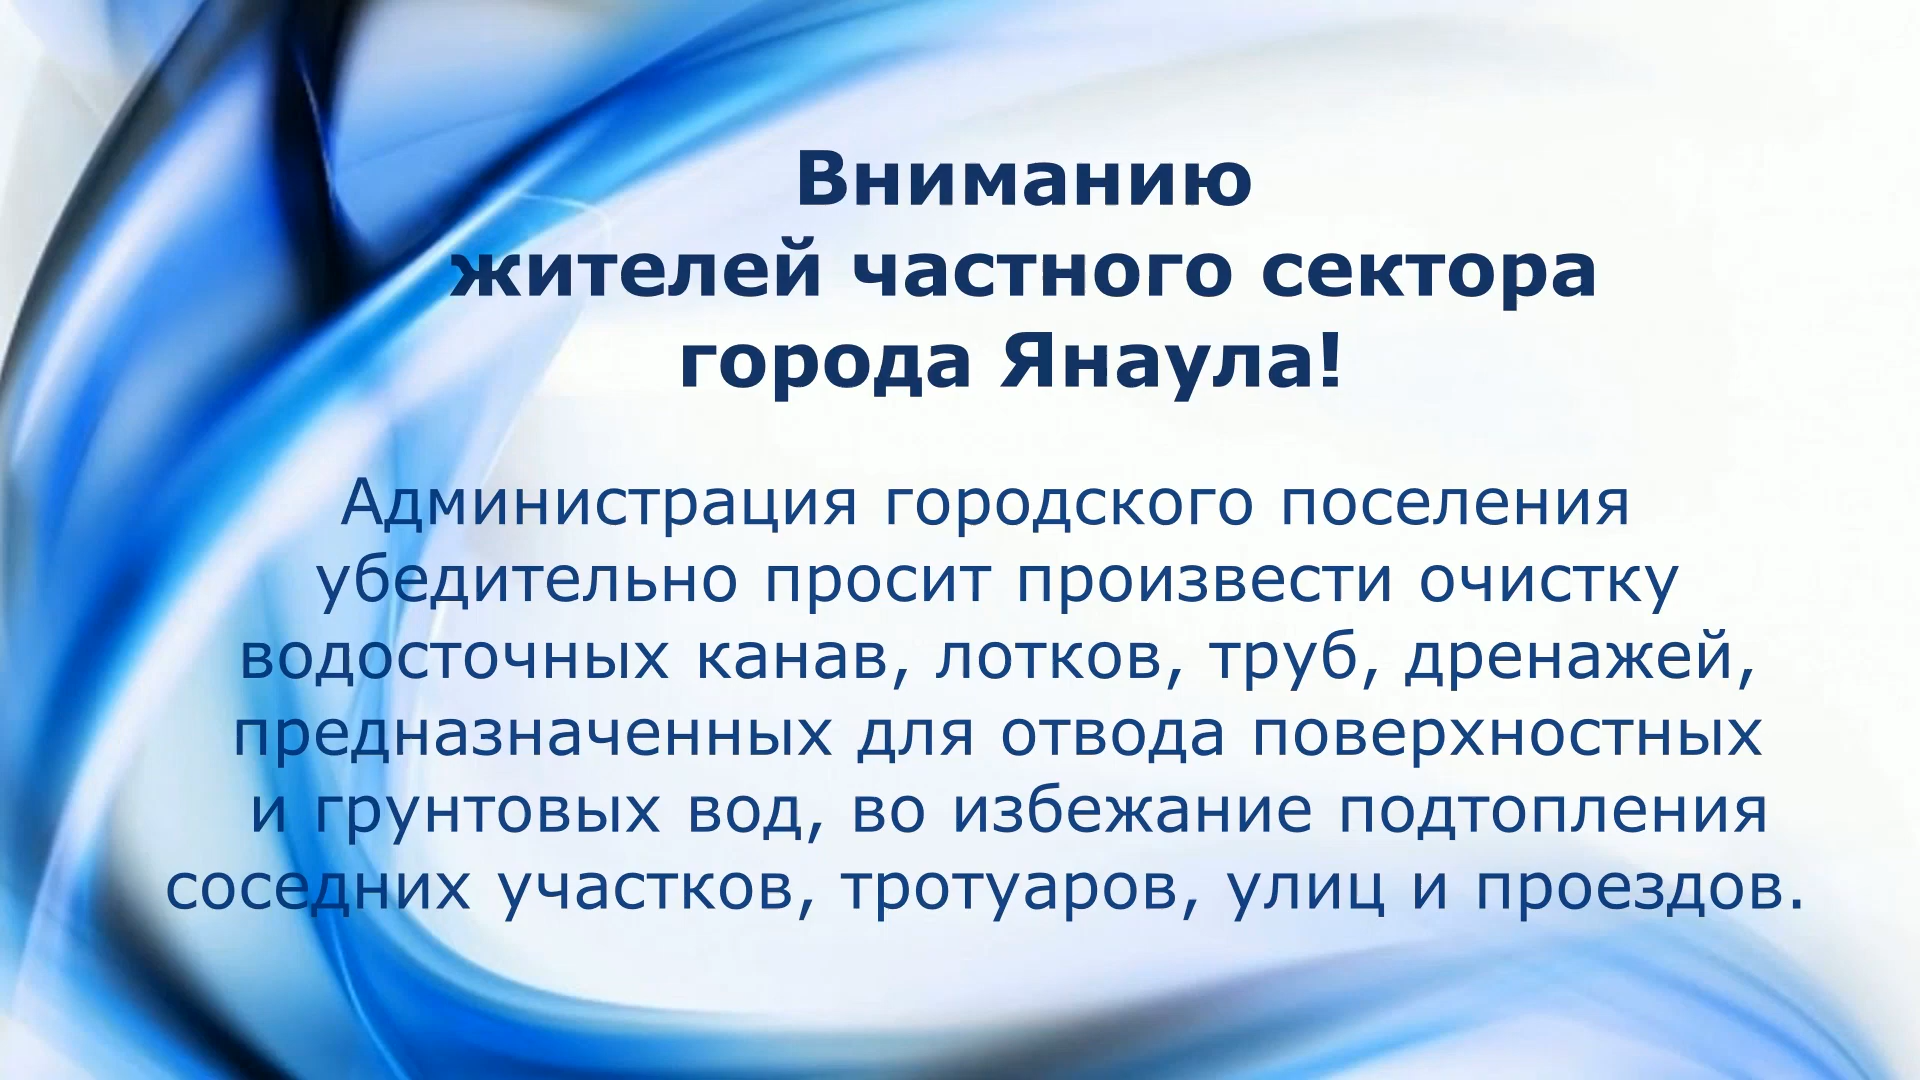 Вниманию
жителей частного сектора
города Янаула!
Администрация городского поселения
убедительно просит произвести очистку
водосточных канав, лотков, труб, дренажей,
предназначенных для отвода поверхностных
и грунтовых вод, во избежание подтопления
соседних участков, тротуаров, улиц и проездов.